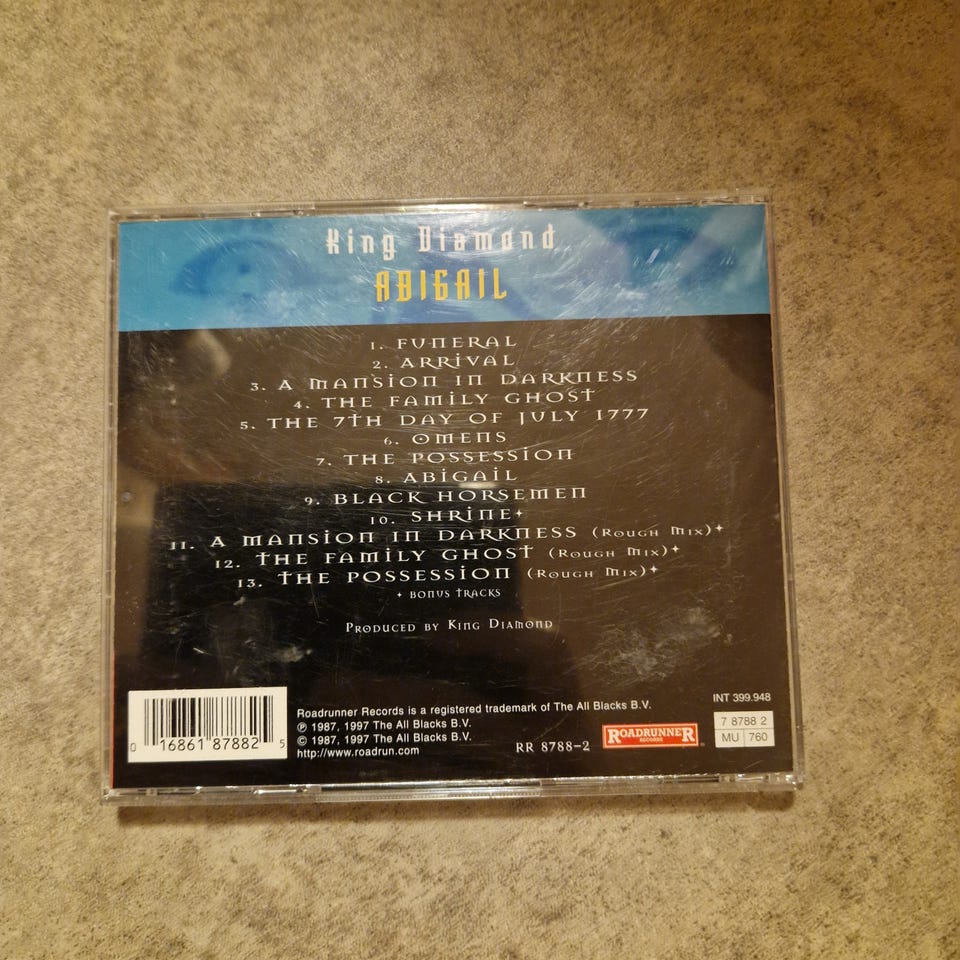 King Diamond
ABIGAIL
1. FUNERAL
2. ARRIVAL
3. A MANSION IN DARKNESS
4. THE FAMILY GHOST
5. THE 7TH DAY OF JULY 1777
6. OMENS
7. THE POSSESSION
8. ABIGAIL
9. BLACK HORSEMEN
10. SHRINE✦
11. A MANSION IN DARKNESS (ROUGH MIX)✦
12. THE FAMILY GHOST (ROUGH MIX)✦
13. THE POSSESSION (ROUGH MIX)✦
✦ BONUS TRACKS
PRODUCED BY KING DIAMOND
0 16861 87882 5
Roadrunner Records is a registered trademark of The All Blacks B.V.
℗ 1987, 1997 The All Blacks B.V.
© 1987, 1997 The All Blacks B.V.
http://www.roadrun.com
RR 8788-2
ROADRUNNER
RECORDS
INT 399.948
7 8788 2
MU 760